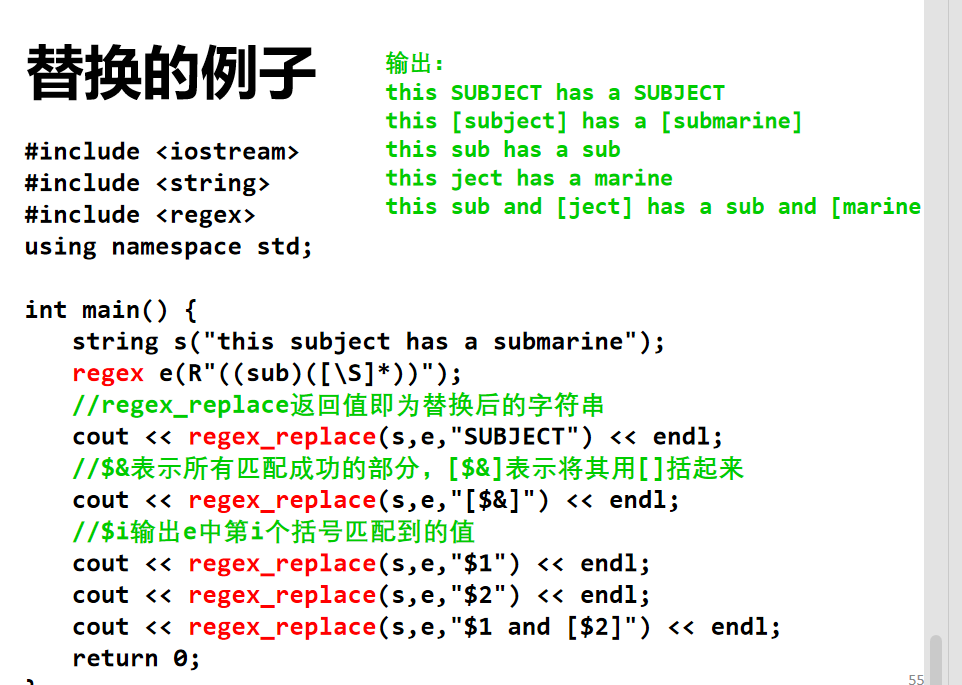 替换的例子
输出:
this SUBJECT has a SUBJECT
this [subject] has a [submarine]
this sub has a sub
this ject has a marine
this sub and [ject] has a sub and [marine
#include <iostream>
#include <string>
#include <regex>
using namespace std;
int main() {
string s("this subject has a submarine");
regex e(R"((sub)([\S]*))");
//regex_replace返回值即为替换后的字符串
cout << regex_replace(s,e,"SUBJECT") << endl;
//$&表示所有匹配成功的部分，[$&]表示将其用[]括起来
cout << regex_replace(s,e,"[$&]") << endl;
//$i输出e中第i个括号匹配到的值
cout << regex_replace(s,e,"$1") << endl;
cout << regex_replace(s,e,"$2") << endl;
cout << regex_replace(s,e,"$1 and [$2]") << endl;
return 0;
55